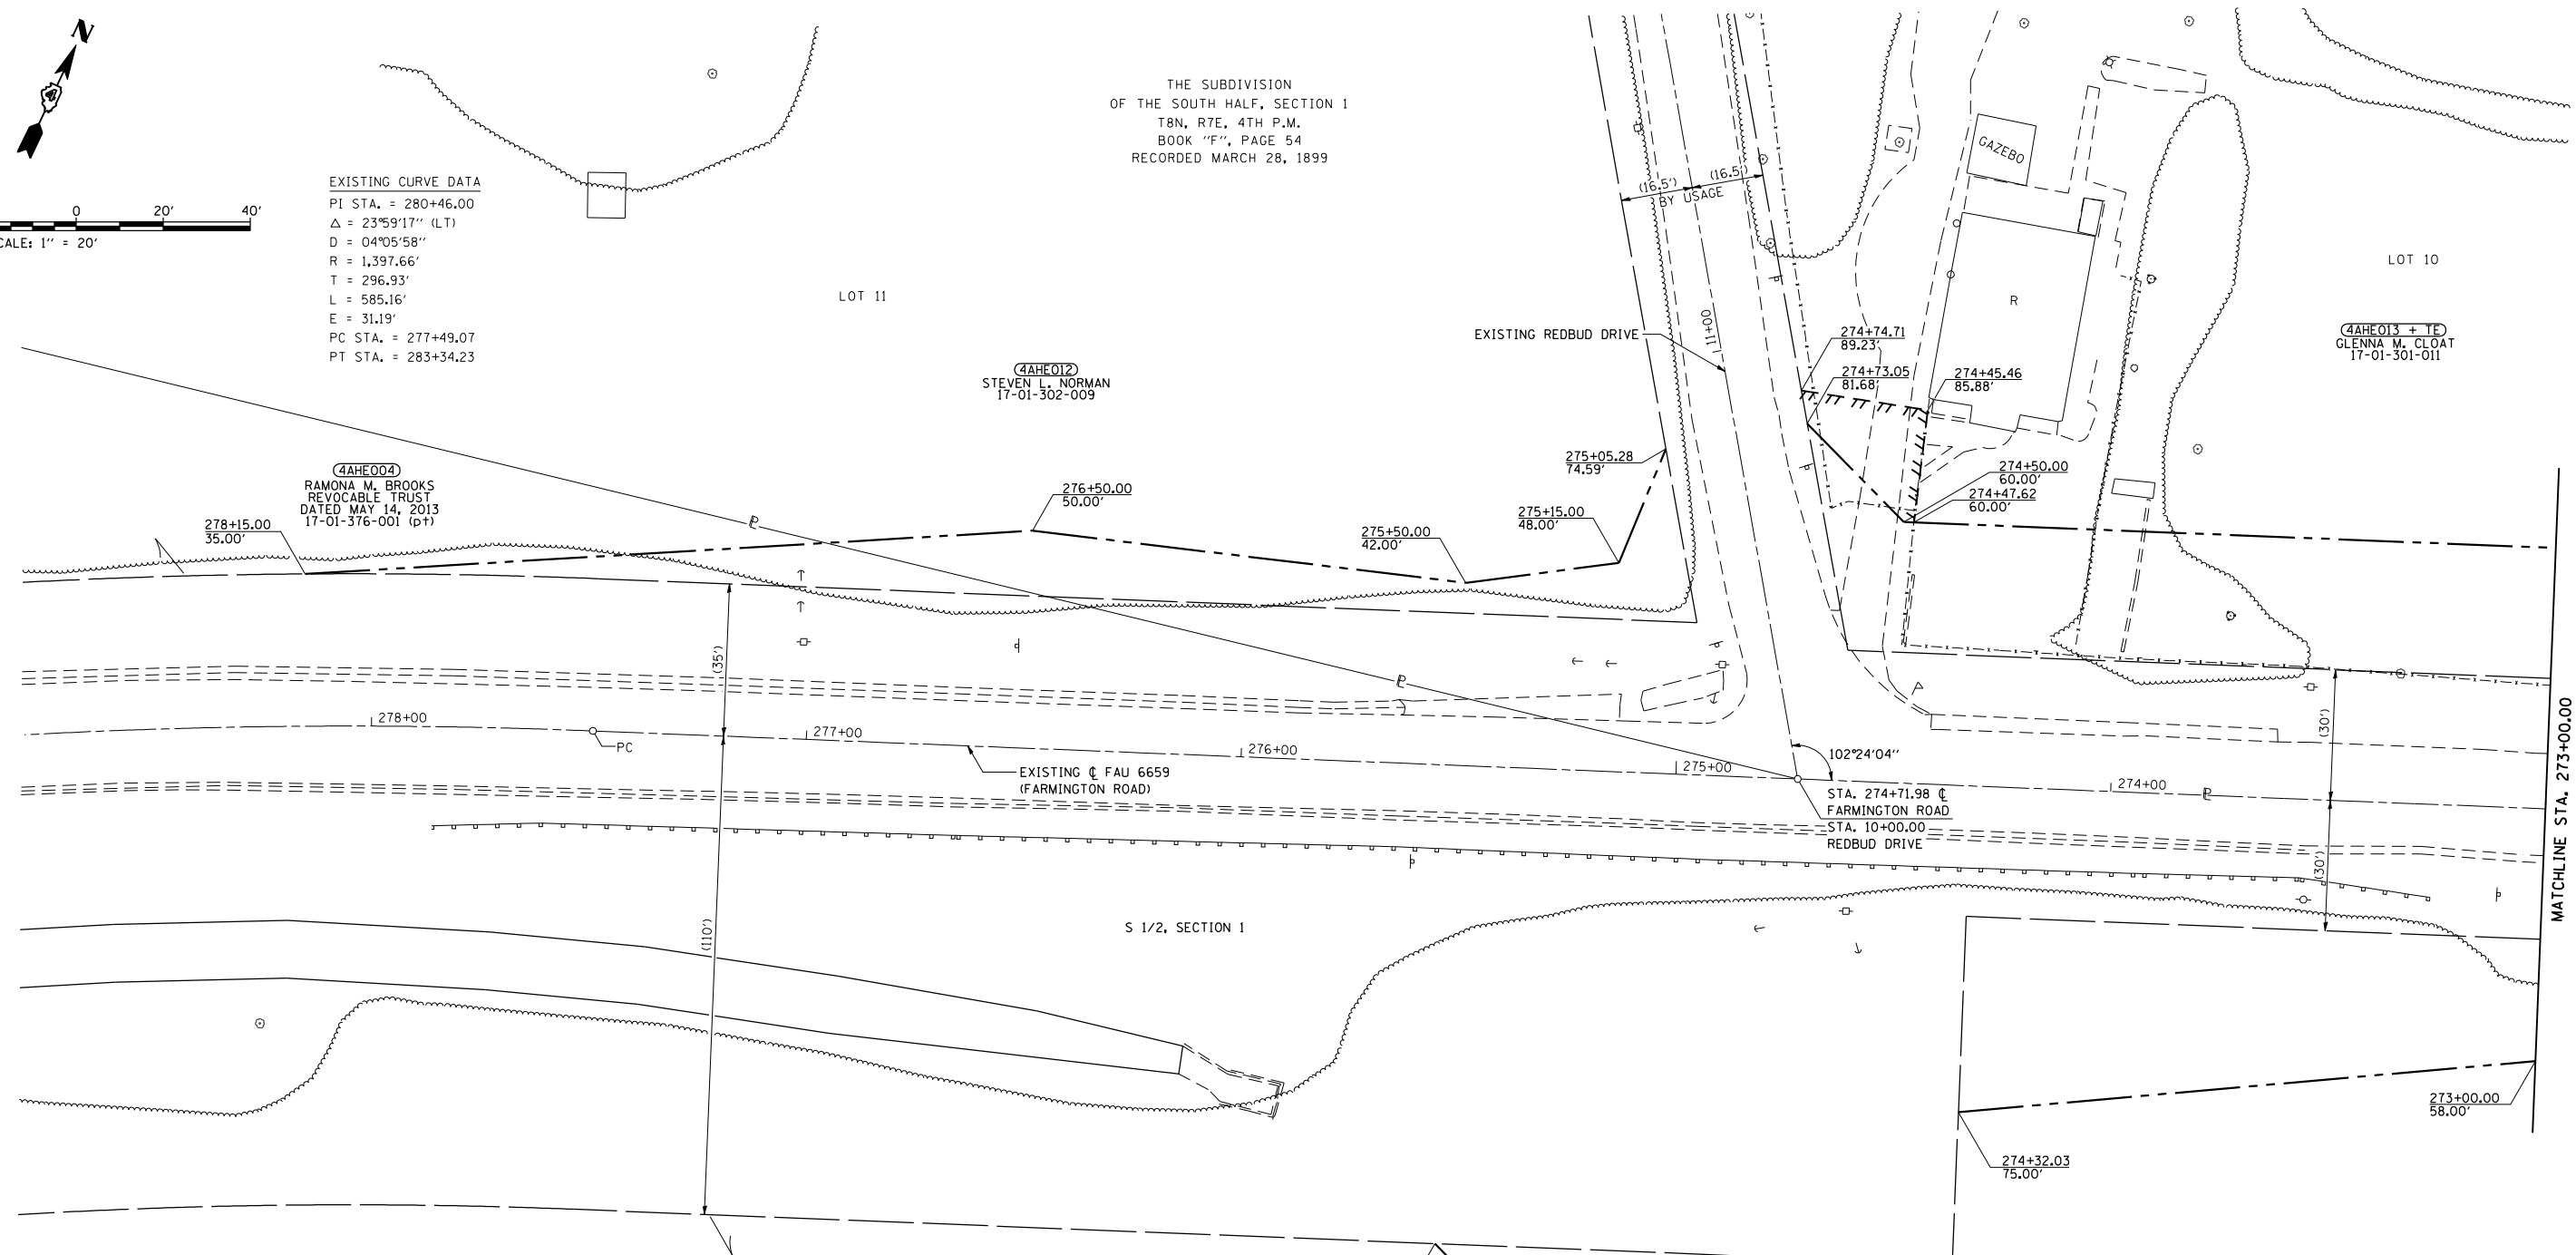 N
0 20' 40'
CALE: 1" = 20'
EXISTING CURVE DATA
PI STA. = 280+46.00
Δ = 23°59'17" (LT)
D = 04°05'58"
R = 1,397.66'
T = 296.93'
L = 585.16'
E = 31.19'
PC STA. = 277+49.07
PT STA. = 283+34.23
THE SUBDIVISION
OF THE SOUTH HALF, SECTION 1
T8N, R7E, 4TH P.M.
BOOK "F", PAGE 54
RECORDED MARCH 28, 1899
LOT 11
4AHE012
STEVEN L. NORMAN
17-01-302-009
4AHE004
RAMONA M. BROOKS
REVOCABLE TRUST
DATED MAY 14, 2013
17-01-376-001 (pt)
278+15.00
35.00'
276+50.00
50.00'
275+50.00
42.00'
275+15.00
48.00'
275+05.28
74.59'
(16.5') (16.5')
BY USAGE
11+00
EXISTING REDBUD DRIVE
274+74.71
89.23'
274+73.05
81.68'
274+45.46
85.88'
274+50.00
60.00'
274+47.62
60.00'
GAZEBO
R
LOT 10
4AHE013 + TE
GLENNA M. CLOAT
17-01-301-011
(35')
(110')
278+00
PC
277+00
276+00
275+00
274+00
EXISTING ℄ FAU 6659
(FARMINGTON ROAD)
102°24'04"
STA. 274+71.98 ℄
FARMINGTON ROAD
STA. 10+00.00
REDBUD DRIVE
(30')
(30')
MATCHLINE STA. 273+00.00
S 1/2, SECTION 1
273+00.00
58.00'
274+32.03
75.00'